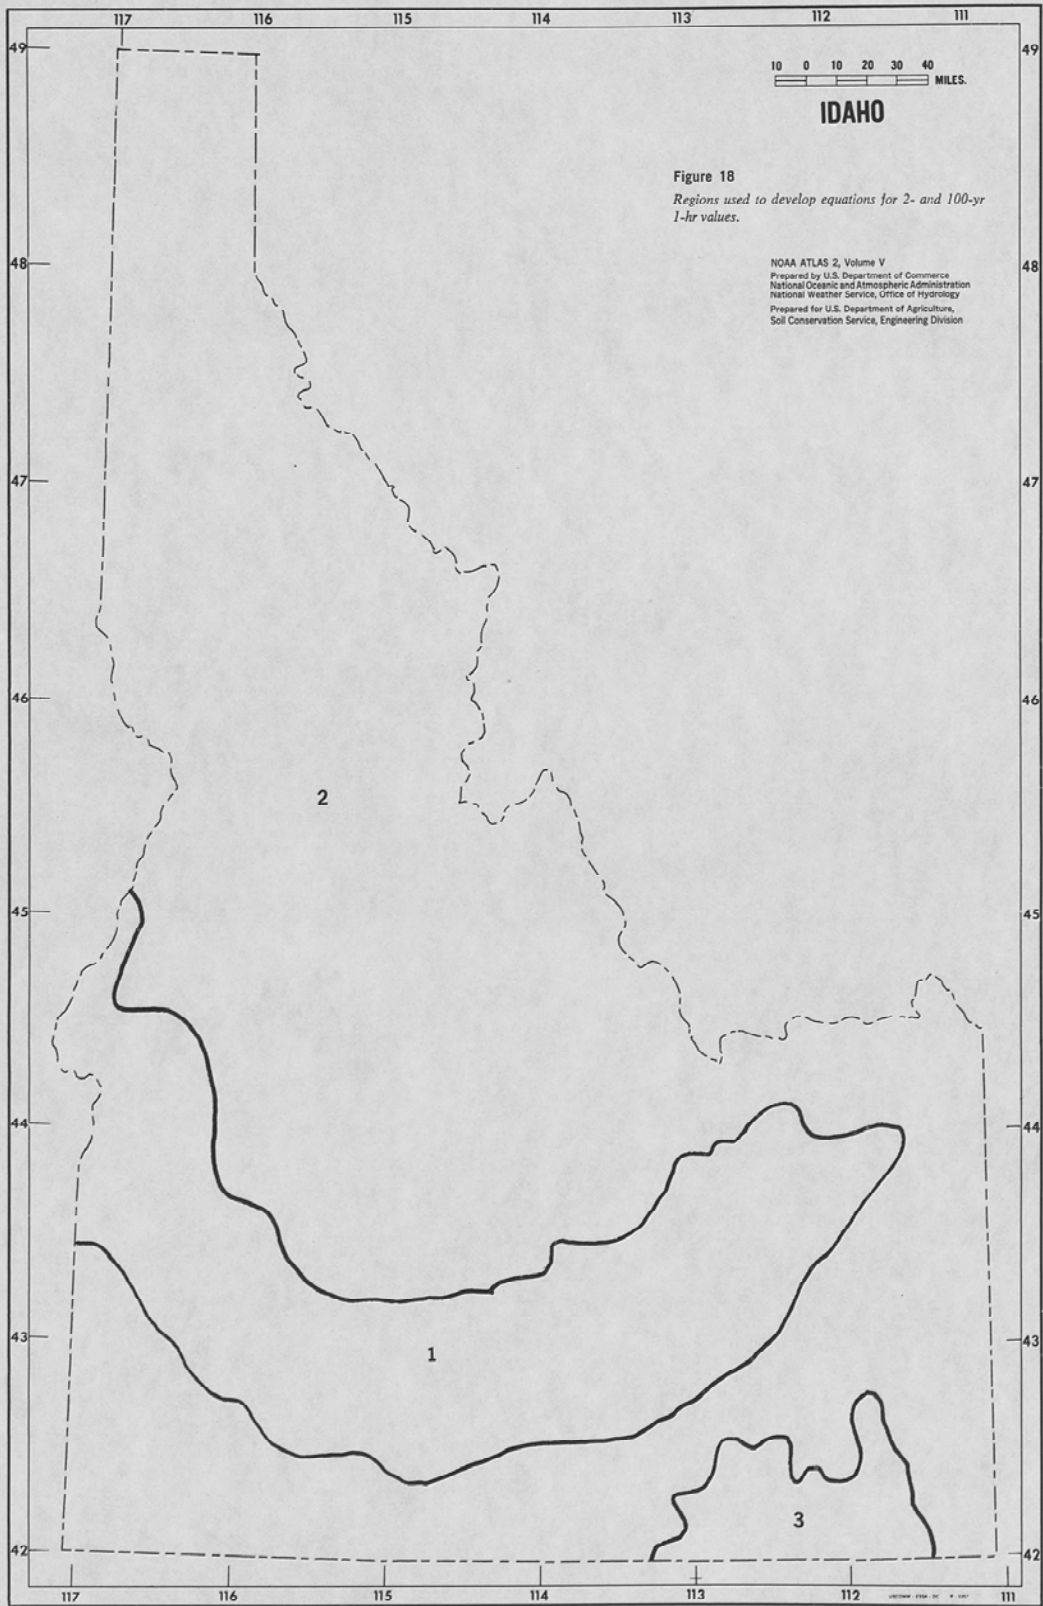 117 116 115 114 113 112 111
49 49
10 0 10 20 30 40
MILES.
IDAHO
Figure 18
Regions used to develop equations for 2- and 100-yr
1-hr values.
48 48
NOAA ATLAS 2, Volume V
Prepared by U.S. Department of Commerce
National Oceanic and Atmospheric Administration
National Weather Service, Office of Hydrology
Prepared for U.S. Department of Agriculture,
Soil Conservation Service, Engineering Division
47 47
46 46
2
45 45
44 44
43 43
1
3
42 42
117 116 115 114 113 112 111